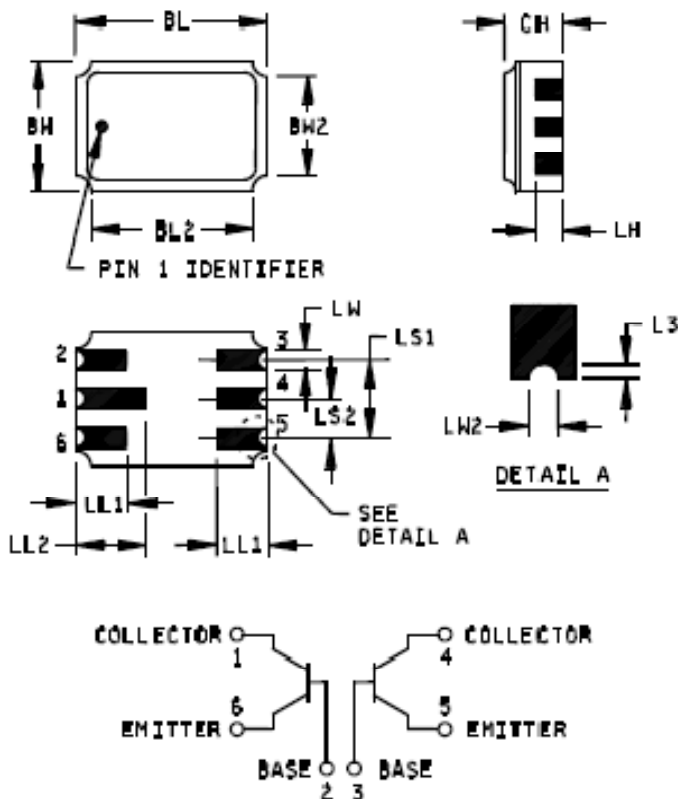 BL
CH
BW
BW2
BL2
LH
PIN 1 IDENTIFIER
LW
2
3
LS1
L3
1
4
LS2
6
5
LW2
LL1
DETAIL A
SEE
DETAIL A
LL2
LL1
COLLECTOR
1
COLLECTOR
4
6
5
EMITTER
EMITTER
BASE
BASE
2
3